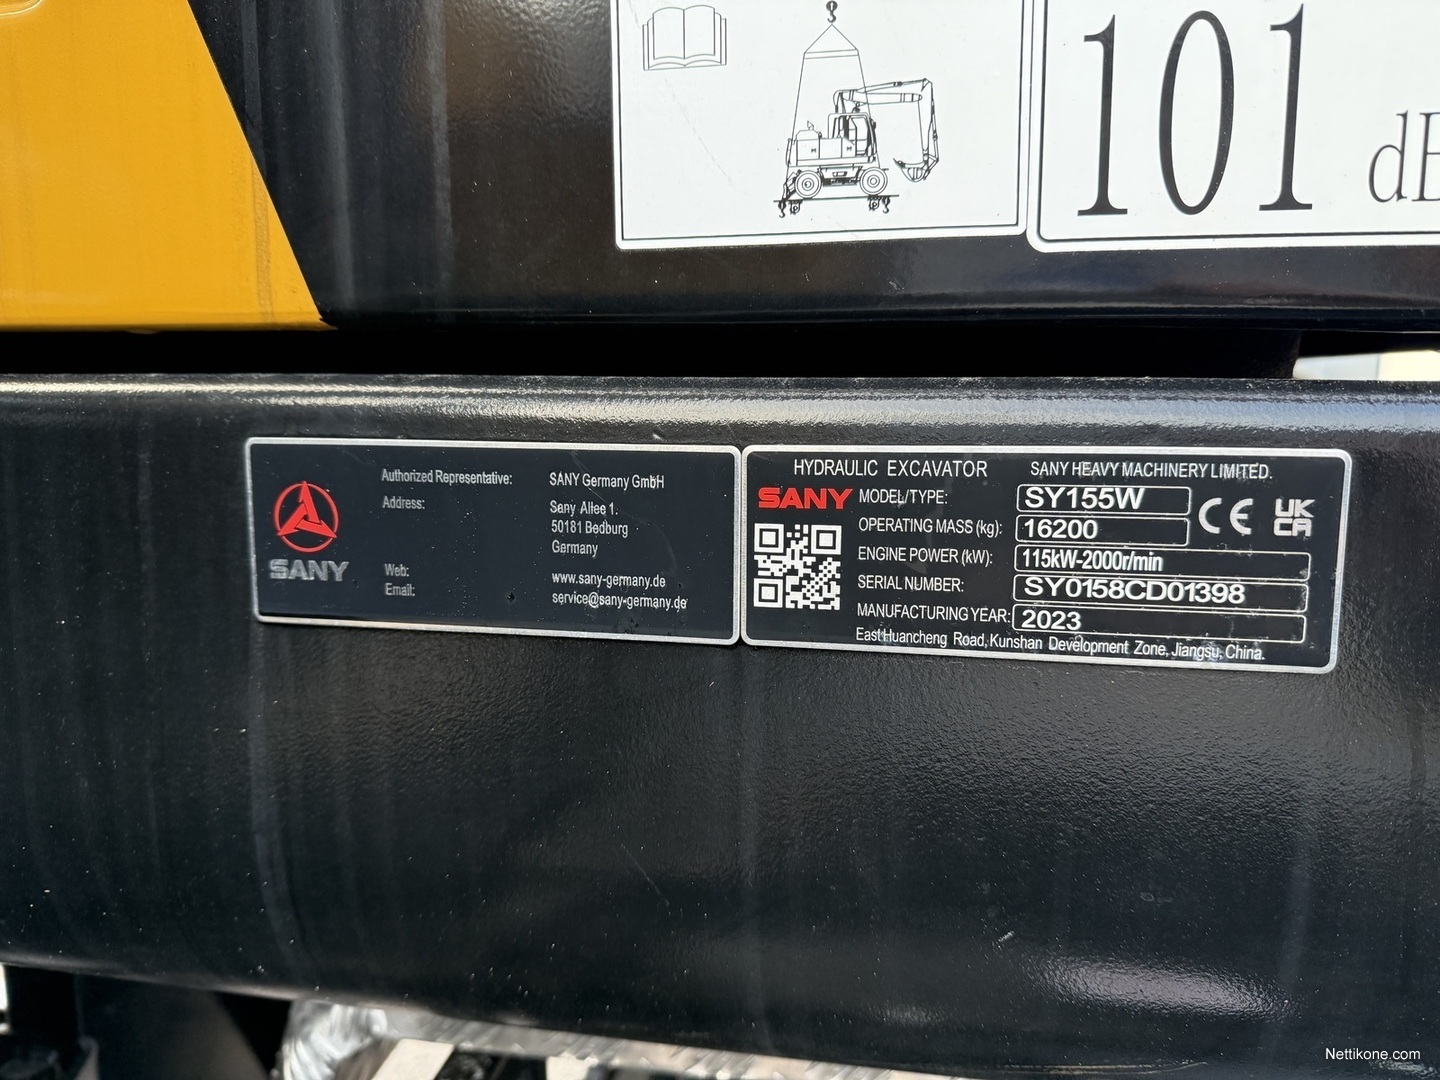 101 dB
Authorized Representative: SANY Germany GmbH
Address: Sany Allee 1.
50181 Bedburg
Germany
Web: www.sany-germany.de
Email: service@sany-germany.de
SANY
HYDRAULIC EXCAVATOR SANY HEAVY MACHINERY LIMITED.
SANY MODEL/TYPE: SY155W
CE UK CA
OPERATING MASS (kg): 16200
ENGINE POWER (kW): 115kW-2000r/min
SERIAL NUMBER: SY0158CD01398
MANUFACTURING YEAR: 2023
East Huancheng Road, Kunshan Development Zone, Jiangsu, China.
Nettikone.com